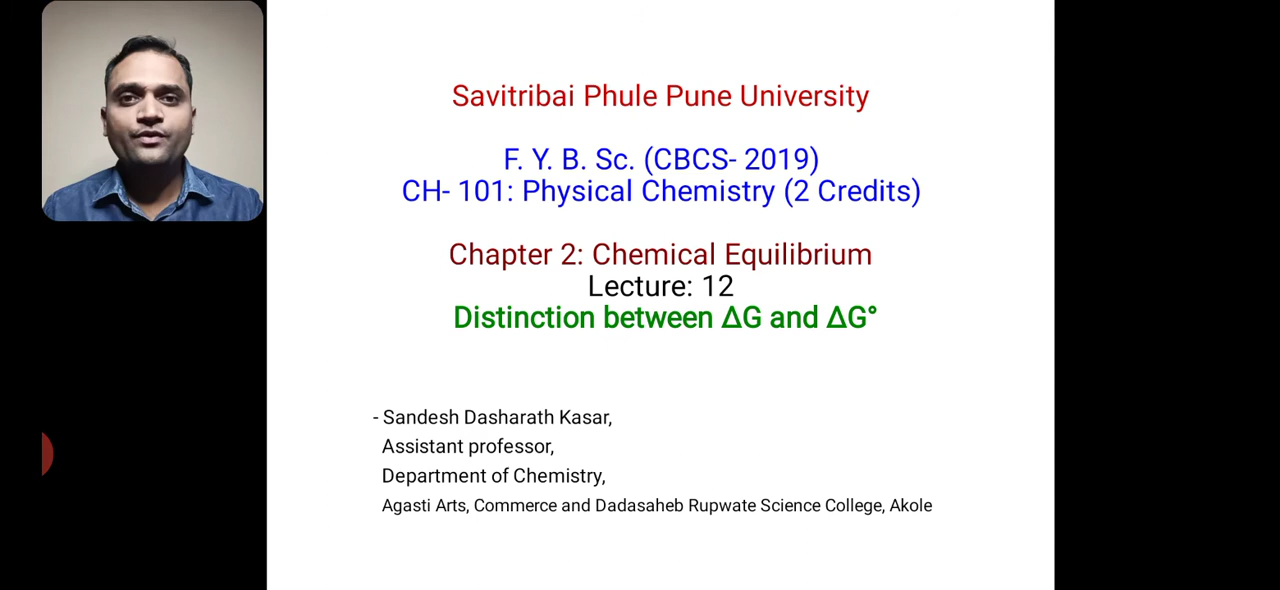 Savitribai Phule Pune University
F. Y. B. Sc. (CBCS- 2019)
CH- 101: Physical Chemistry (2 Credits)
Chapter 2: Chemical Equilibrium
Lecture: 12
Distinction between ΔG and ΔG°
- Sandesh Dasharath Kasar,
Assistant professor,
Department of Chemistry,
Agasti Arts, Commerce and Dadasaheb Rupwate Science College, Akole